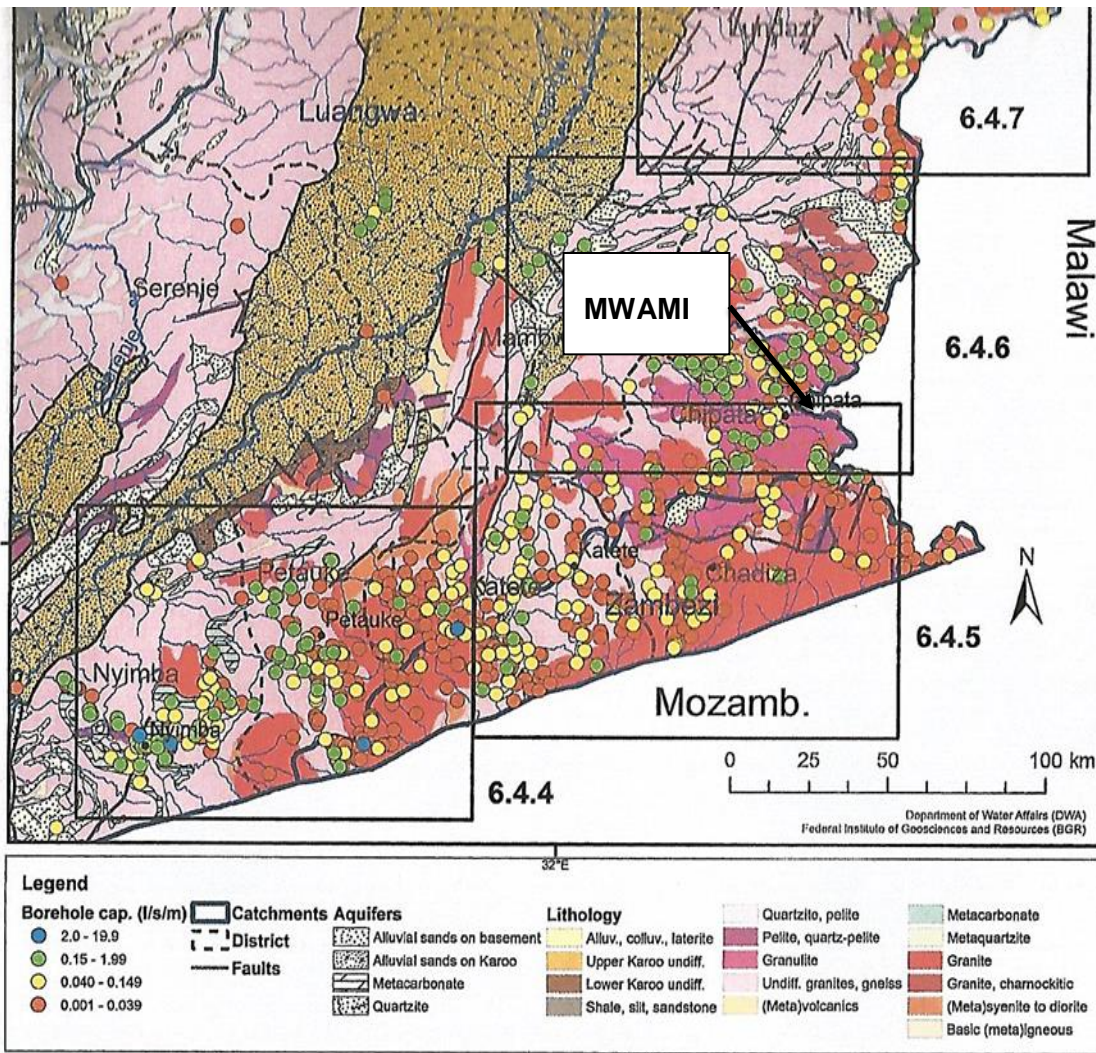 Lundazi
Luangwa
6.4.7
Malawi
Serenje
MWAMI
Mambw
6.4.6
Chipata
Chipata
N
Katete
Petauke
Chadiza
Katete
Zambezi
Petauke
6.4.5
Nyimba
Mozamb.
Nyimba
0 25 50 100 km
6.4.4
Department of Water Affairs (DWA)
Federal Institute of Geosciences and Resources (BGR)
32°E
Legend
Borehole cap. (l/s/m)
2.0 - 19.9
0.15 - 1.99
0.040 - 0.149
0.001 - 0.039
Catchments
District
Faults
Aquifers
Alluvial sands on basement
Alluvial sands on Karoo
Metacarbonate
Quartzite
Lithology
Alluv., colluv., laterite
Upper Karoo undiff.
Lower Karoo undiff.
Shale, silt, sandstone
Quartzite, pelite
Pelite, quartz-pelite
Granulite
Undiff. granites, gneiss
(Meta)volcanics
Metacarbonate
Metaquartzite
Granite
Granite, charnockitic
(Meta)syenite to diorite
Basic (meta)igneous